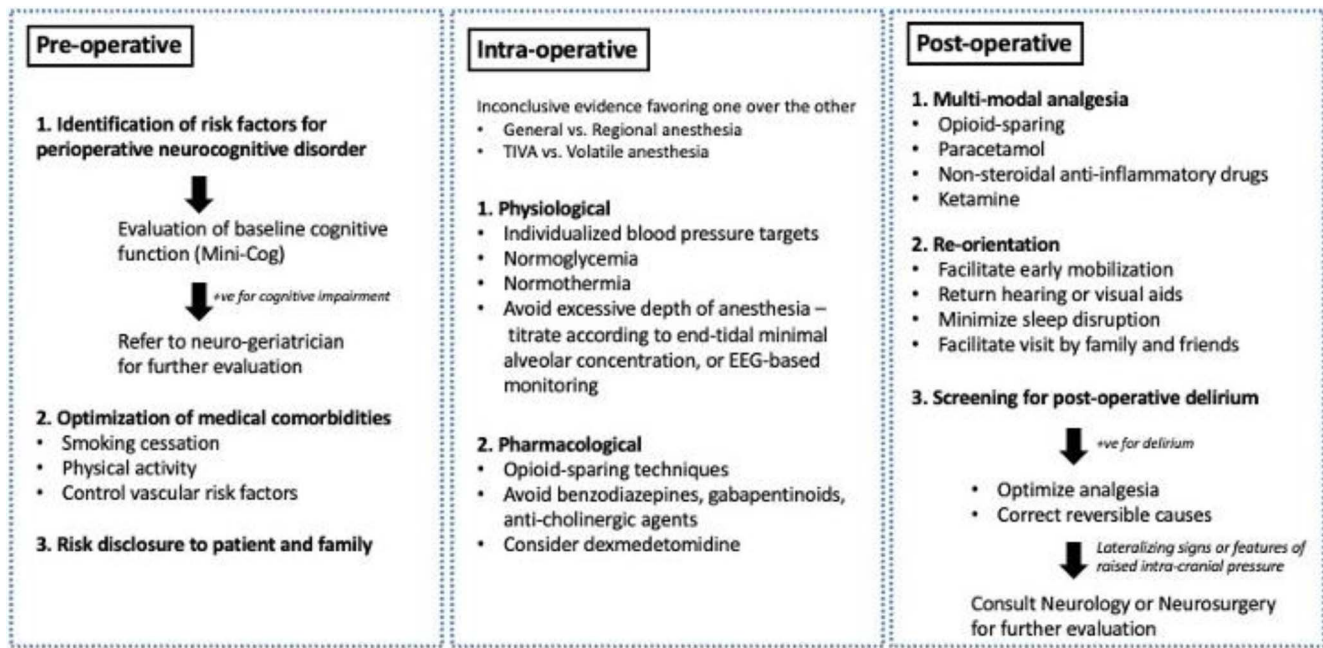 Pre-operative
1. Identification of risk factors for
perioperative neurocognitive disorder
Evaluation of baseline cognitive
function (Mini-Cog)
+ve for cognitive impairment
Refer to neuro-geriatrician
for further evaluation
2. Optimization of medical comorbidities
• Smoking cessation
• Physical activity
• Control vascular risk factors
3. Risk disclosure to patient and family
Intra-operative
Inconclusive evidence favoring one over the other
• General vs. Regional anesthesia
• TIVA vs. Volatile anesthesia
1. Physiological
• Individualized blood pressure targets
• Normoglycemia
• Normothermia
• Avoid excessive depth of anesthesia –
titrate according to end-tidal minimal
alveolar concentration, or EEG-based
monitoring
2. Pharmacological
• Opioid-sparing techniques
• Avoid benzodiazepines, gabapentinoids,
anti-cholinergic agents
• Consider dexmedetomidine
Post-operative
1. Multi-modal analgesia
• Opioid-sparing
• Paracetamol
• Non-steroidal anti-inflammatory drugs
• Ketamine
2. Re-orientation
• Facilitate early mobilization
• Return hearing or visual aids
• Minimize sleep disruption
• Facilitate visit by family and friends
3. Screening for post-operative delirium
+ve for delirium
• Optimize analgesia
• Correct reversible causes
Lateralizing signs or features of
raised intra-cranial pressure
Consult Neurology or Neurosurgery
for further evaluation